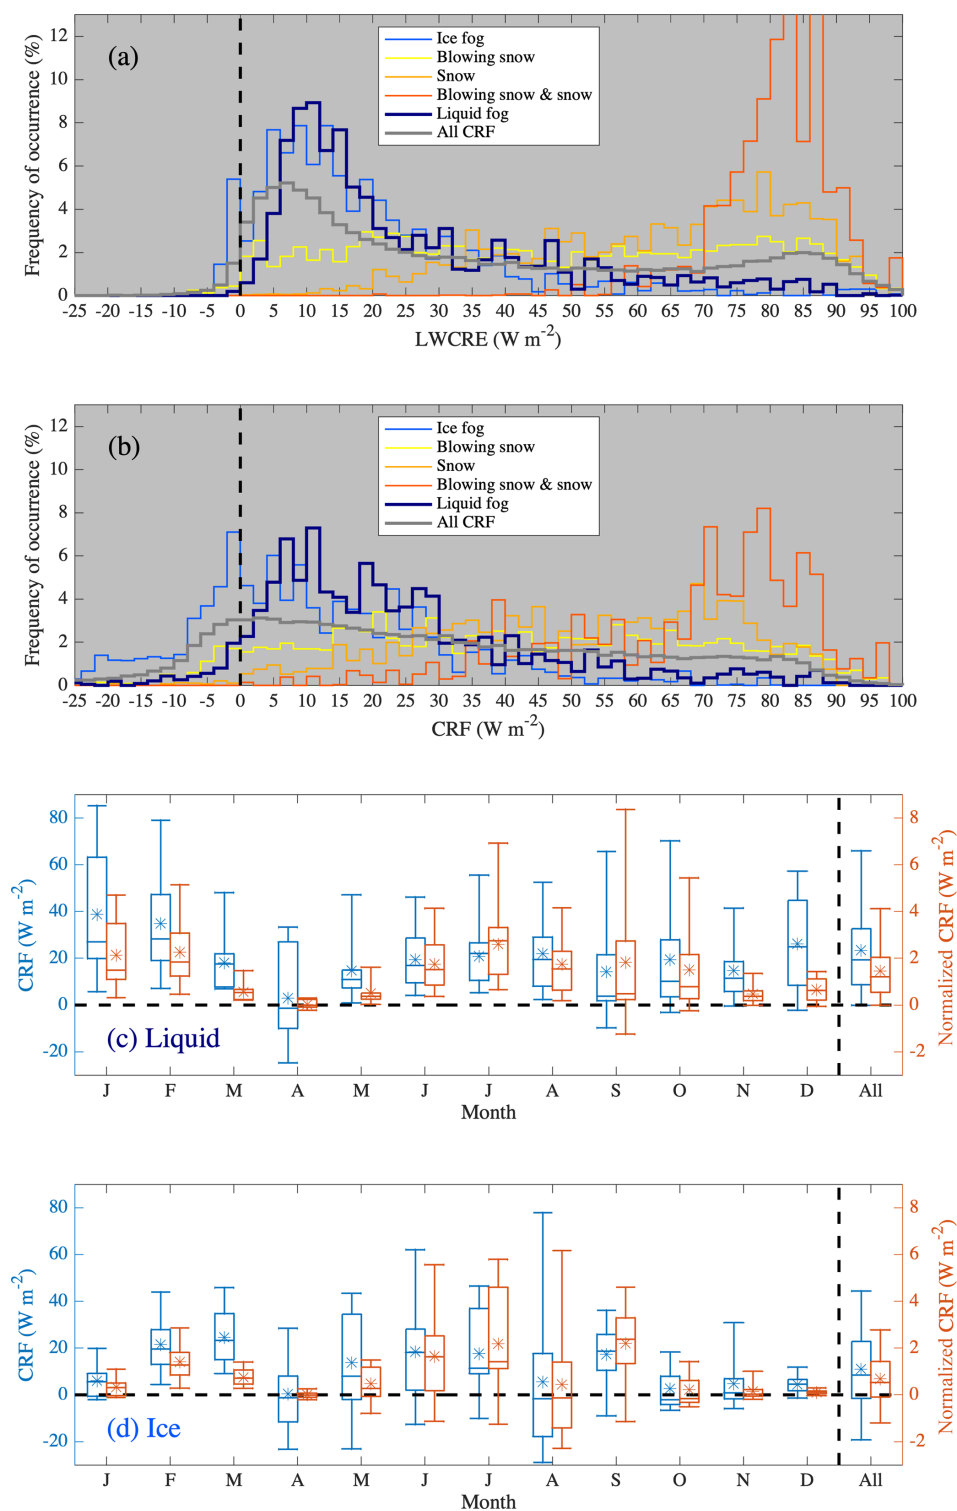 (a)
Frequency of occurrence (%)
12
10
8
6
4
2
0
Ice fog
Blowing snow
Snow
Blowing snow & snow
Liquid fog
All CRF
-25 -20 -15 -10 -5 0 5 10 15 20 25 30 35 40 45 50 55 60 65 70 75 80 85 90 95 100
LWCRE (W m-2)
(b)
Frequency of occurrence (%)
12
10
8
6
4
2
0
Ice fog
Blowing snow
Snow
Blowing snow & snow
Liquid fog
All CRF
-25 -20 -15 -10 -5 0 5 10 15 20 25 30 35 40 45 50 55 60 65 70 75 80 85 90 95 100
CRF (W m-2)
CRF (W m-2)
80
60
40
20
0
-20
(c) Liquid
8
6
4
2
0
-2
Normalized CRF (W m-2)
J F M A M J J A S O N D All
Month
CRF (W m-2)
80
60
40
20
0
-20
(d) Ice
8
6
4
2
0
-2
Normalized CRF (W m-2)
J F M A M J J A S O N D All
Month